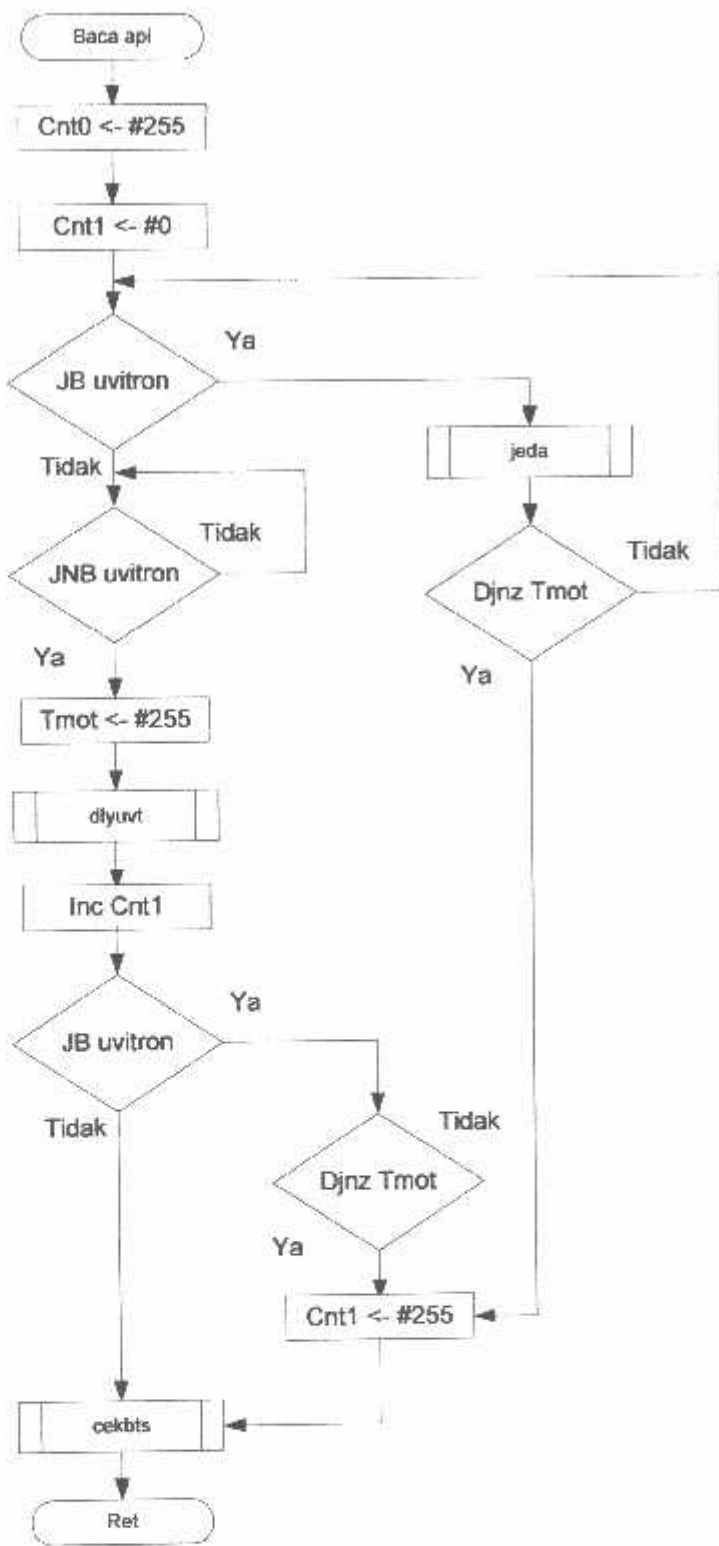 Baca api
Cnt0 <- #255
Cnt1 <- #0
JB uvitron
Ya
Tidak
jeda
JNB uvitron
Tidak
Ya
Djnz Tmot
Tidak
Ya
Tmot <- #255
dlyuvt
Inc Cnt1
JB uvitron
Ya
Tidak
Djnz Tmot
Tidak
Ya
Cnt1 <- #255
cekbts
Ret